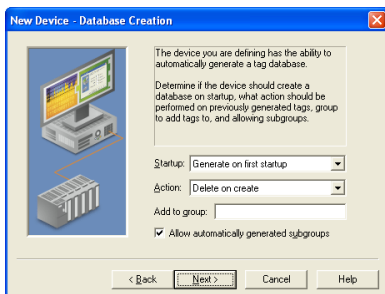 New Device - Database Creation
The device you are defining has the ability to
automatically generate a tag database.
Determine if the device should create a
database on startup, what action should be
performed on previously generated tags, group
to add tags to, and allowing subgroups.
Startup: Generate on first startup
Action: Delete on create
Add to group:
Allow automatically generated subgroups
< Back Next > Cancel Help